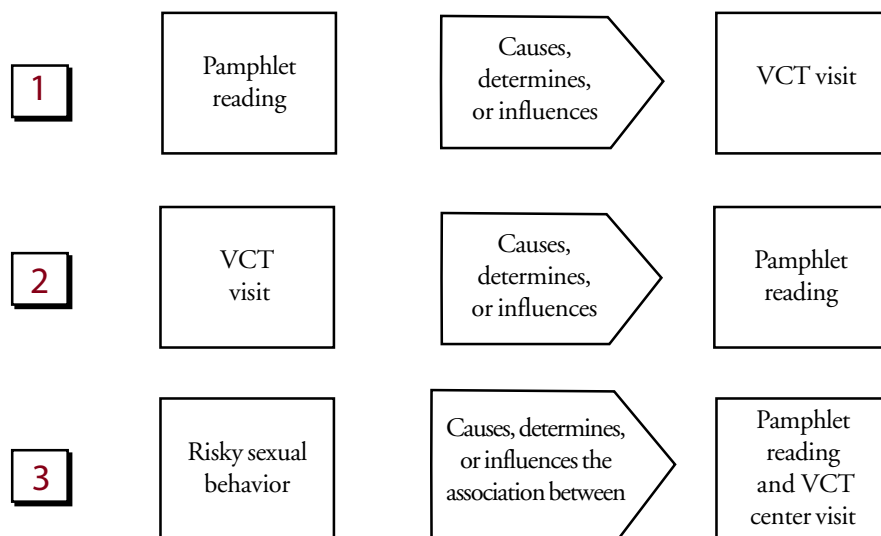 1
Pamphlet
reading
Causes,
determines,
or influences
VCT visit
2
VCT
visit
Causes,
determines,
or influences
Pamphlet
reading
3
Risky sexual
behavior
Causes, determines,
or influences the
association between
Pamphlet
reading
and VCT
center visit